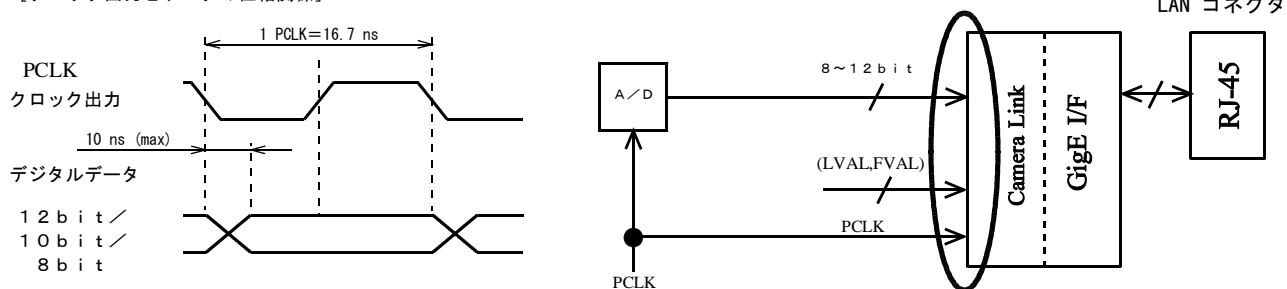 LAN コネクタ
1 PCLK＝16.7 ns
PCLK
クロック出力
10 ns (max)
デジタルデータ
１２ｂｉｔ／
１０ｂｉｔ／
８ｂｉｔ
Ａ／Ｄ
８～１２ｂｉｔ
(LVAL,FVAL)
PCLK
PCLK
Camera Link
GigE I/F
RJ-45